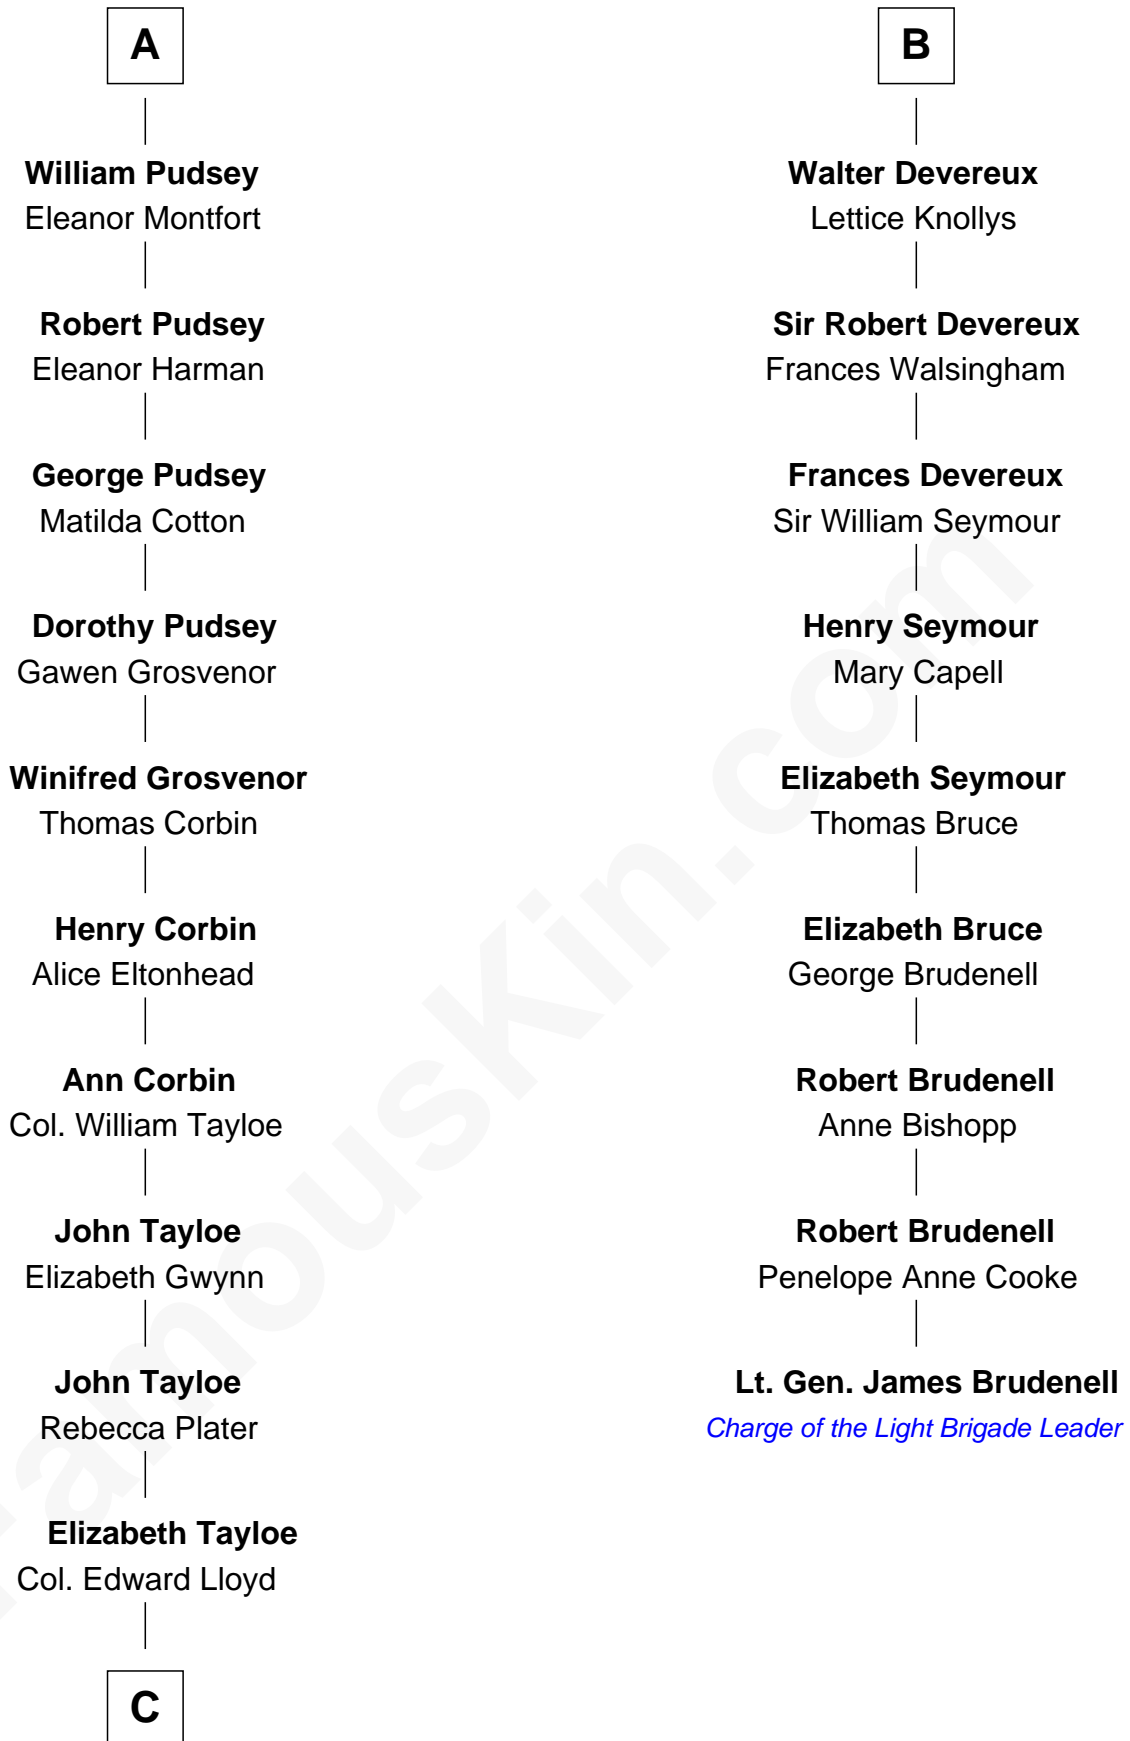 A
William Pudsey
Eleanor Montfort
Robert Pudsey
Eleanor Harman
George Pudsey
Matilda Cotton
Dorothy Pudsey
Gawen Grosvenor
Winifred Grosvenor
Thomas Corbin
Henry Corbin
Alice Eltonhead
Ann Corbin
Col. William Tayloe
John Tayloe
Elizabeth Gwynn
John Tayloe
Rebecca Plater
Elizabeth Tayloe
Col. Edward Lloyd
C
B
Walter Devereux
Lettice Knollys
Sir Robert Devereux
Frances Walsingham
Frances Devereux
Sir William Seymour
Henry Seymour
Mary Capell
Elizabeth Seymour
Thomas Bruce
Elizabeth Bruce
George Brudenell
Robert Brudenell
Anne Bishopp
Robert Brudenell
Penelope Anne Cooke
Lt. Gen. James Brudenell
Charge of the Light Brigade Leader
FamousKin.com